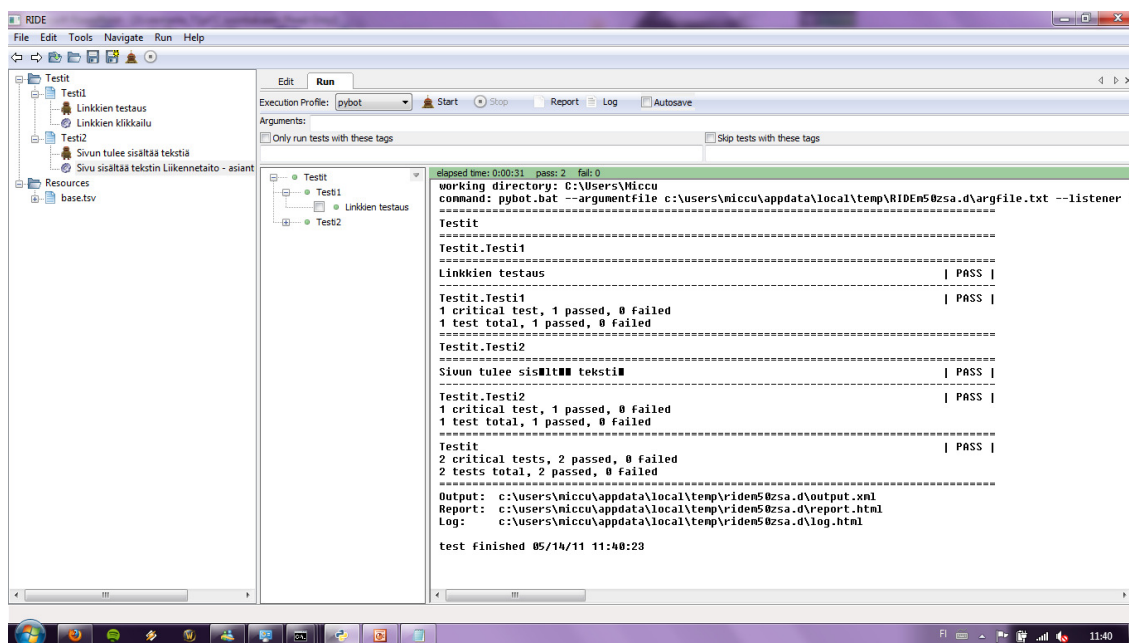 RIDE
File Edit Tools Navigate Run Help
Testit
Testi1
Linkkien testaus
Linkkien klikkailu
Testi2
Sivun tulee sisältää tekstiä
Sivu sisältää tekstin Liikennetaito - asiant
Resources
base.tsv
Edit Run
Execution Profile: pybot Start Stop Report Log Autosave
Arguments:
Only run tests with these tags Skip tests with these tags
Testit
Testi1
Linkkien testaus
Testi2
elapsed time: 0:00:31 pass: 2 fail: 0
working directory: C:\Users\Miccu
command: pybot.bat --argumentfile c:\users\miccu\appdata\local\temp\RIDEm50zsa.d\argfile.txt --listener
==============================================================================
Testit
==============================================================================
Testit.Testi1
==============================================================================
Linkkien testaus | PASS |
------------------------------------------------------------------------------
Testit.Testi1 | PASS |
1 critical test, 1 passed, 0 failed
1 test total, 1 passed, 0 failed
==============================================================================
Testit.Testi2
==============================================================================
Sivun tulee sis■lt■■ teksti■ | PASS |
------------------------------------------------------------------------------
Testit.Testi2 | PASS |
1 critical test, 1 passed, 0 failed
1 test total, 1 passed, 0 failed
==============================================================================
Testit | PASS |
2 critical tests, 2 passed, 0 failed
2 tests total, 2 passed, 0 failed
==============================================================================
Output: c:\users\miccu\appdata\local\temp\ridem50zsa.d\output.xml
Report: c:\users\miccu\appdata\local\temp\ridem50zsa.d\report.html
Log: c:\users\miccu\appdata\local\temp\ridem50zsa.d\log.html
test finished 05/14/11 11:40:23
FI 11:40